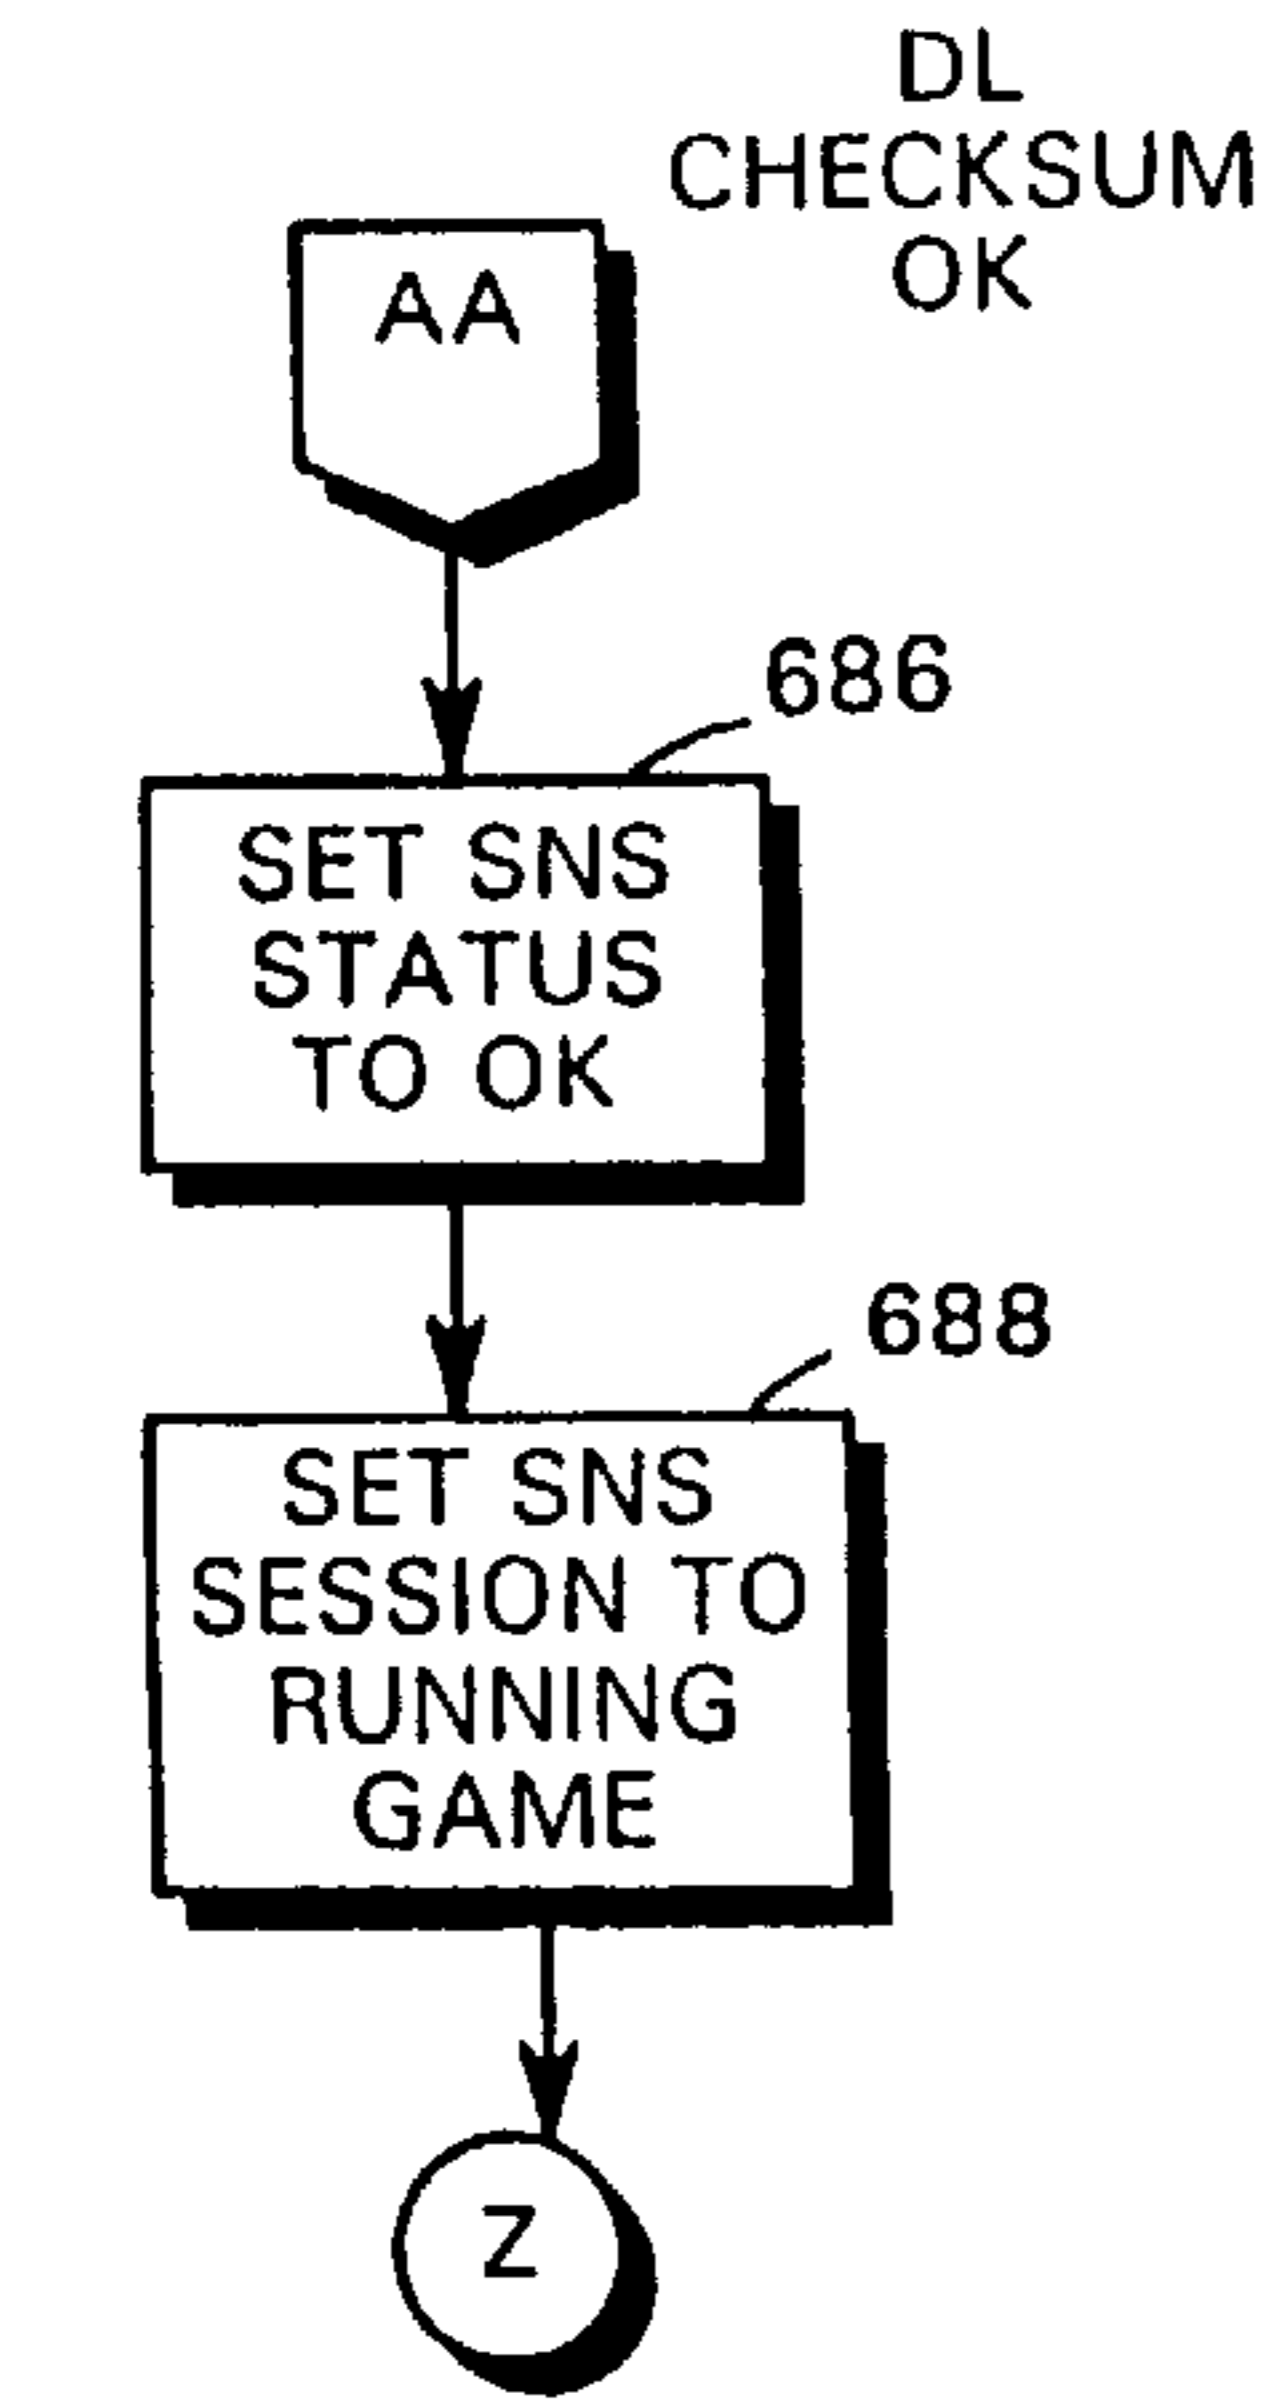 DL
CHECKSUM
OK
AA
686
SET SNS
STATUS
TO OK
688
SET SNS
SESSION TO
RUNNING
GAME
Z